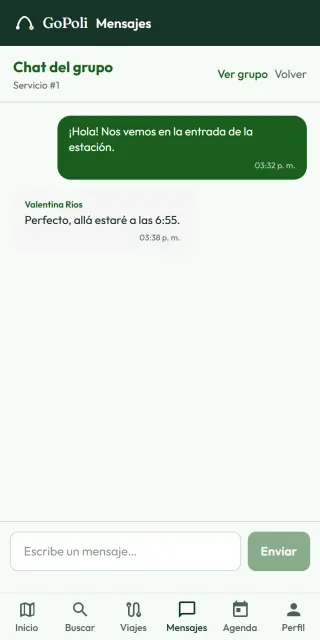 GoPoli Mensajes
Chat del grupo
Servicio #1
Ver grupo Volver
¡Hola! Nos vemos en la entrada de la
estación.
03:32 p. m.
Valentina Ríos
Perfecto, allá estaré a las 6:55.
03:38 p. m.
Escribe un mensaje...
Enviar
Inicio Buscar Viajes Mensajes Agenda Perfil